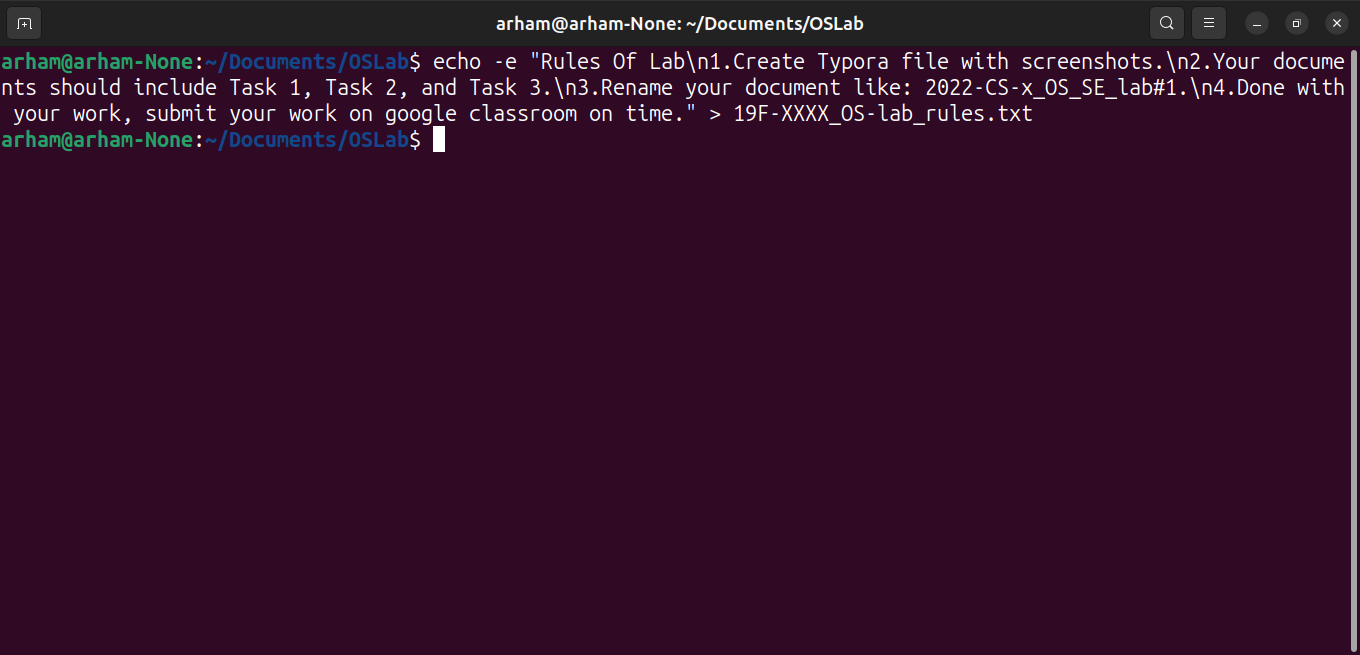 arham@arham-None: ~/Documents/OSLab
arham@arham-None:~/Documents/OSLab$ echo -e "Rules Of Lab\n1.Create Typora file with screenshots.\n2.Your docume
nts should include Task 1, Task 2, and Task 3.\n3.Rename your document like: 2022-CS-x_OS_SE_lab#1.\n4.Done with
 your work, submit your work on google classroom on time." > 19F-XXXX_OS-lab_rules.txt
arham@arham-None:~/Documents/OSLab$